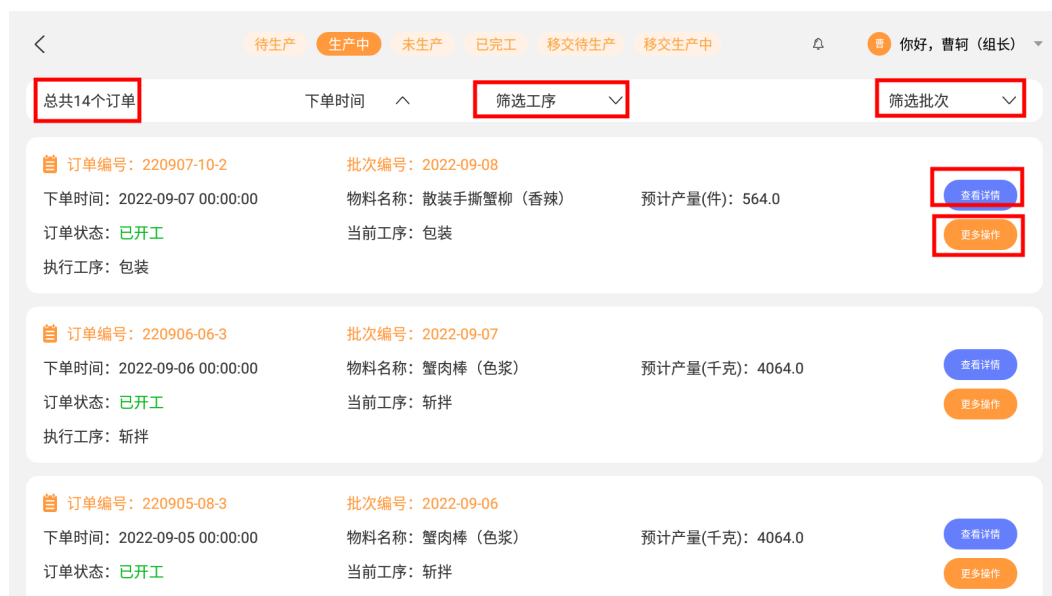 待生产 生产中 未生产 已完工 移交待生产 移交生产中 曹 你好，曹轲（组长）
总共14个订单 下单时间 筛选工序 筛选批次
订单编号：220907-10-2 批次编号：2022-09-08
下单时间：2022-09-07 00:00:00 物料名称：散装手撕蟹柳（香辣） 预计产量(件)：564.0 查看详情
订单状态：已开工 当前工序：包装 更多操作
执行工序：包装
订单编号：220906-06-3 批次编号：2022-09-07
下单时间：2022-09-06 00:00:00 物料名称：蟹肉棒（色浆） 预计产量(千克)：4064.0 查看详情
订单状态：已开工 当前工序：斩拌 更多操作
执行工序：斩拌
订单编号：220905-08-3 批次编号：2022-09-06
下单时间：2022-09-05 00:00:00 物料名称：蟹肉棒（色浆） 预计产量(千克)：4064.0 查看详情
订单状态：已开工 当前工序：斩拌 更多操作